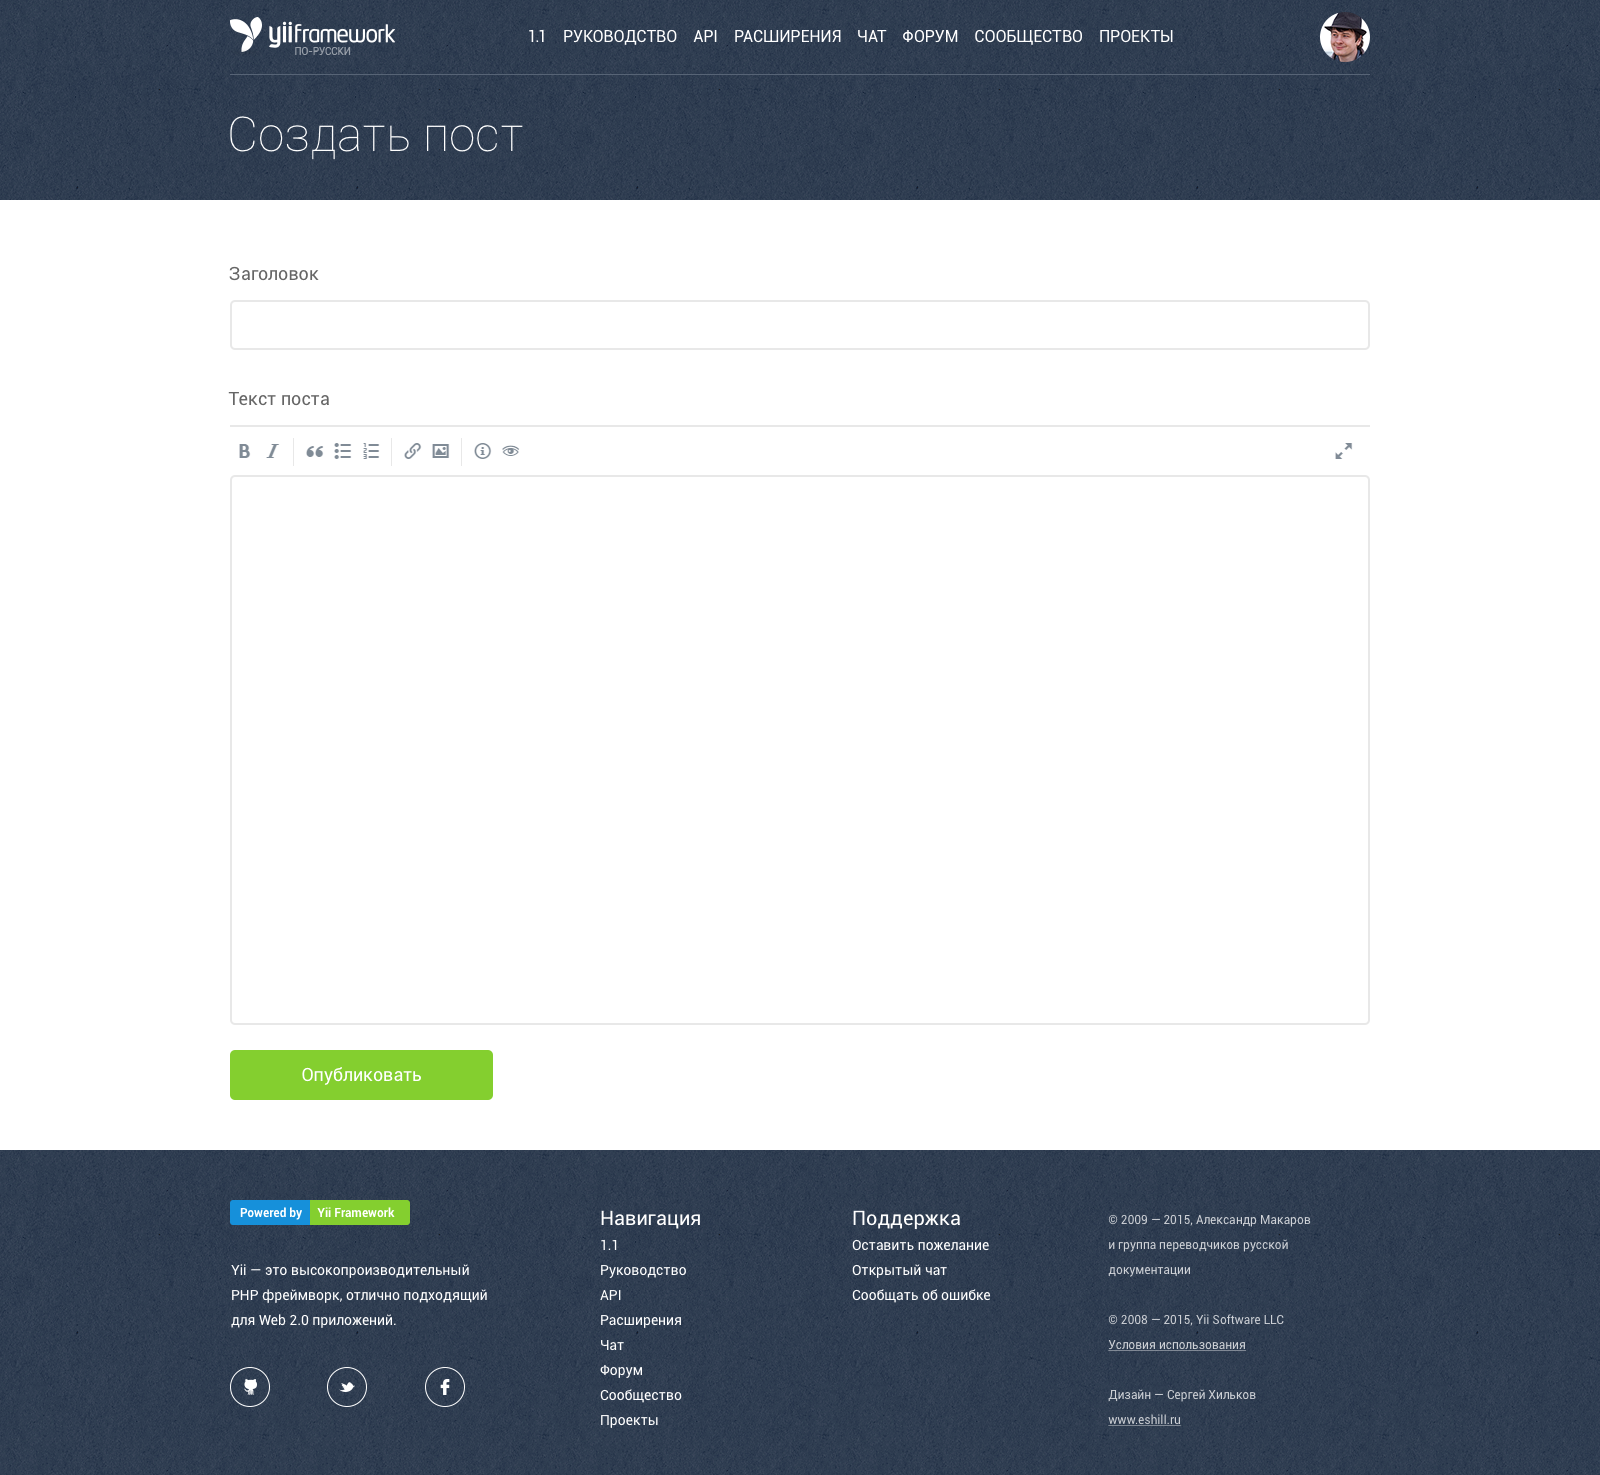 yiiframework
ПО-РУССКИ
1.1 РУКОВОДСТВО API РАСШИРЕНИЯ ЧАТ ФОРУМ СООБЩЕСТВО ПРОЕКТЫ
Создать пост
Заголовок
Текст поста
B I
Опубликовать
Powered by Yii Framework
Yii — это высокопроизводительный
PHP фреймворк, отлично подходящий
для Web 2.0 приложений.
Навигация
1.1
Руководство
API
Расширения
Чат
Форум
Сообщество
Проекты
Поддержка
Оставить пожелание
Открытый чат
Сообщать об ошибке
© 2009 — 2015, Александр Макаров
и группа переводчиков русской
документации
© 2008 — 2015, Yii Software LLC
Условия использования
Дизайн — Сергей Хильков
www.eshill.ru